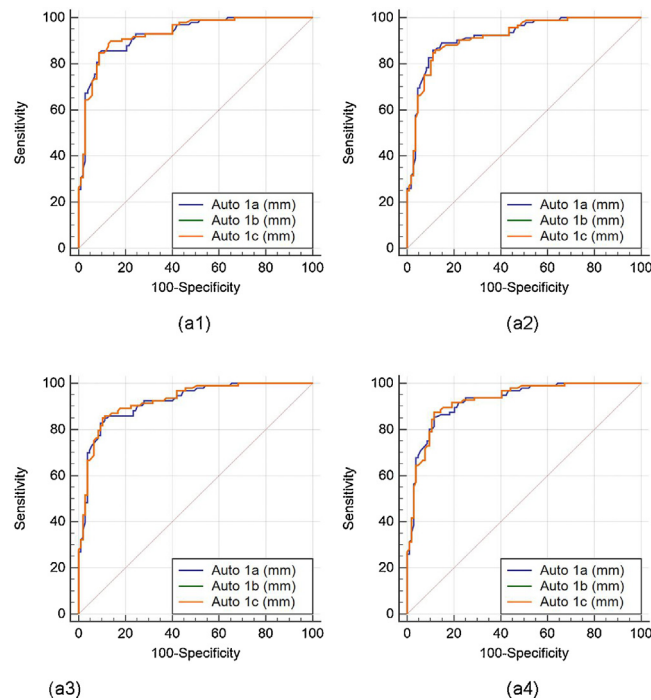 100
80
60
40
20
0
Sensitivity
Auto 1a (mm)
Auto 1b (mm)
Auto 1c (mm)
0 20 40 60 80 100
100-Specificity
(a1)
100
80
60
40
20
0
Sensitivity
Auto 1a (mm)
Auto 1b (mm)
Auto 1c (mm)
0 20 40 60 80 100
100-Specificity
(a2)
100
80
60
40
20
0
Sensitivity
Auto 1a (mm)
Auto 1b (mm)
Auto 1c (mm)
0 20 40 60 80 100
100-Specificity
(a3)
100
80
60
40
20
0
Sensitivity
Auto 1a (mm)
Auto 1b (mm)
Auto 1c (mm)
0 20 40 60 80 100
100-Specificity
(a4)